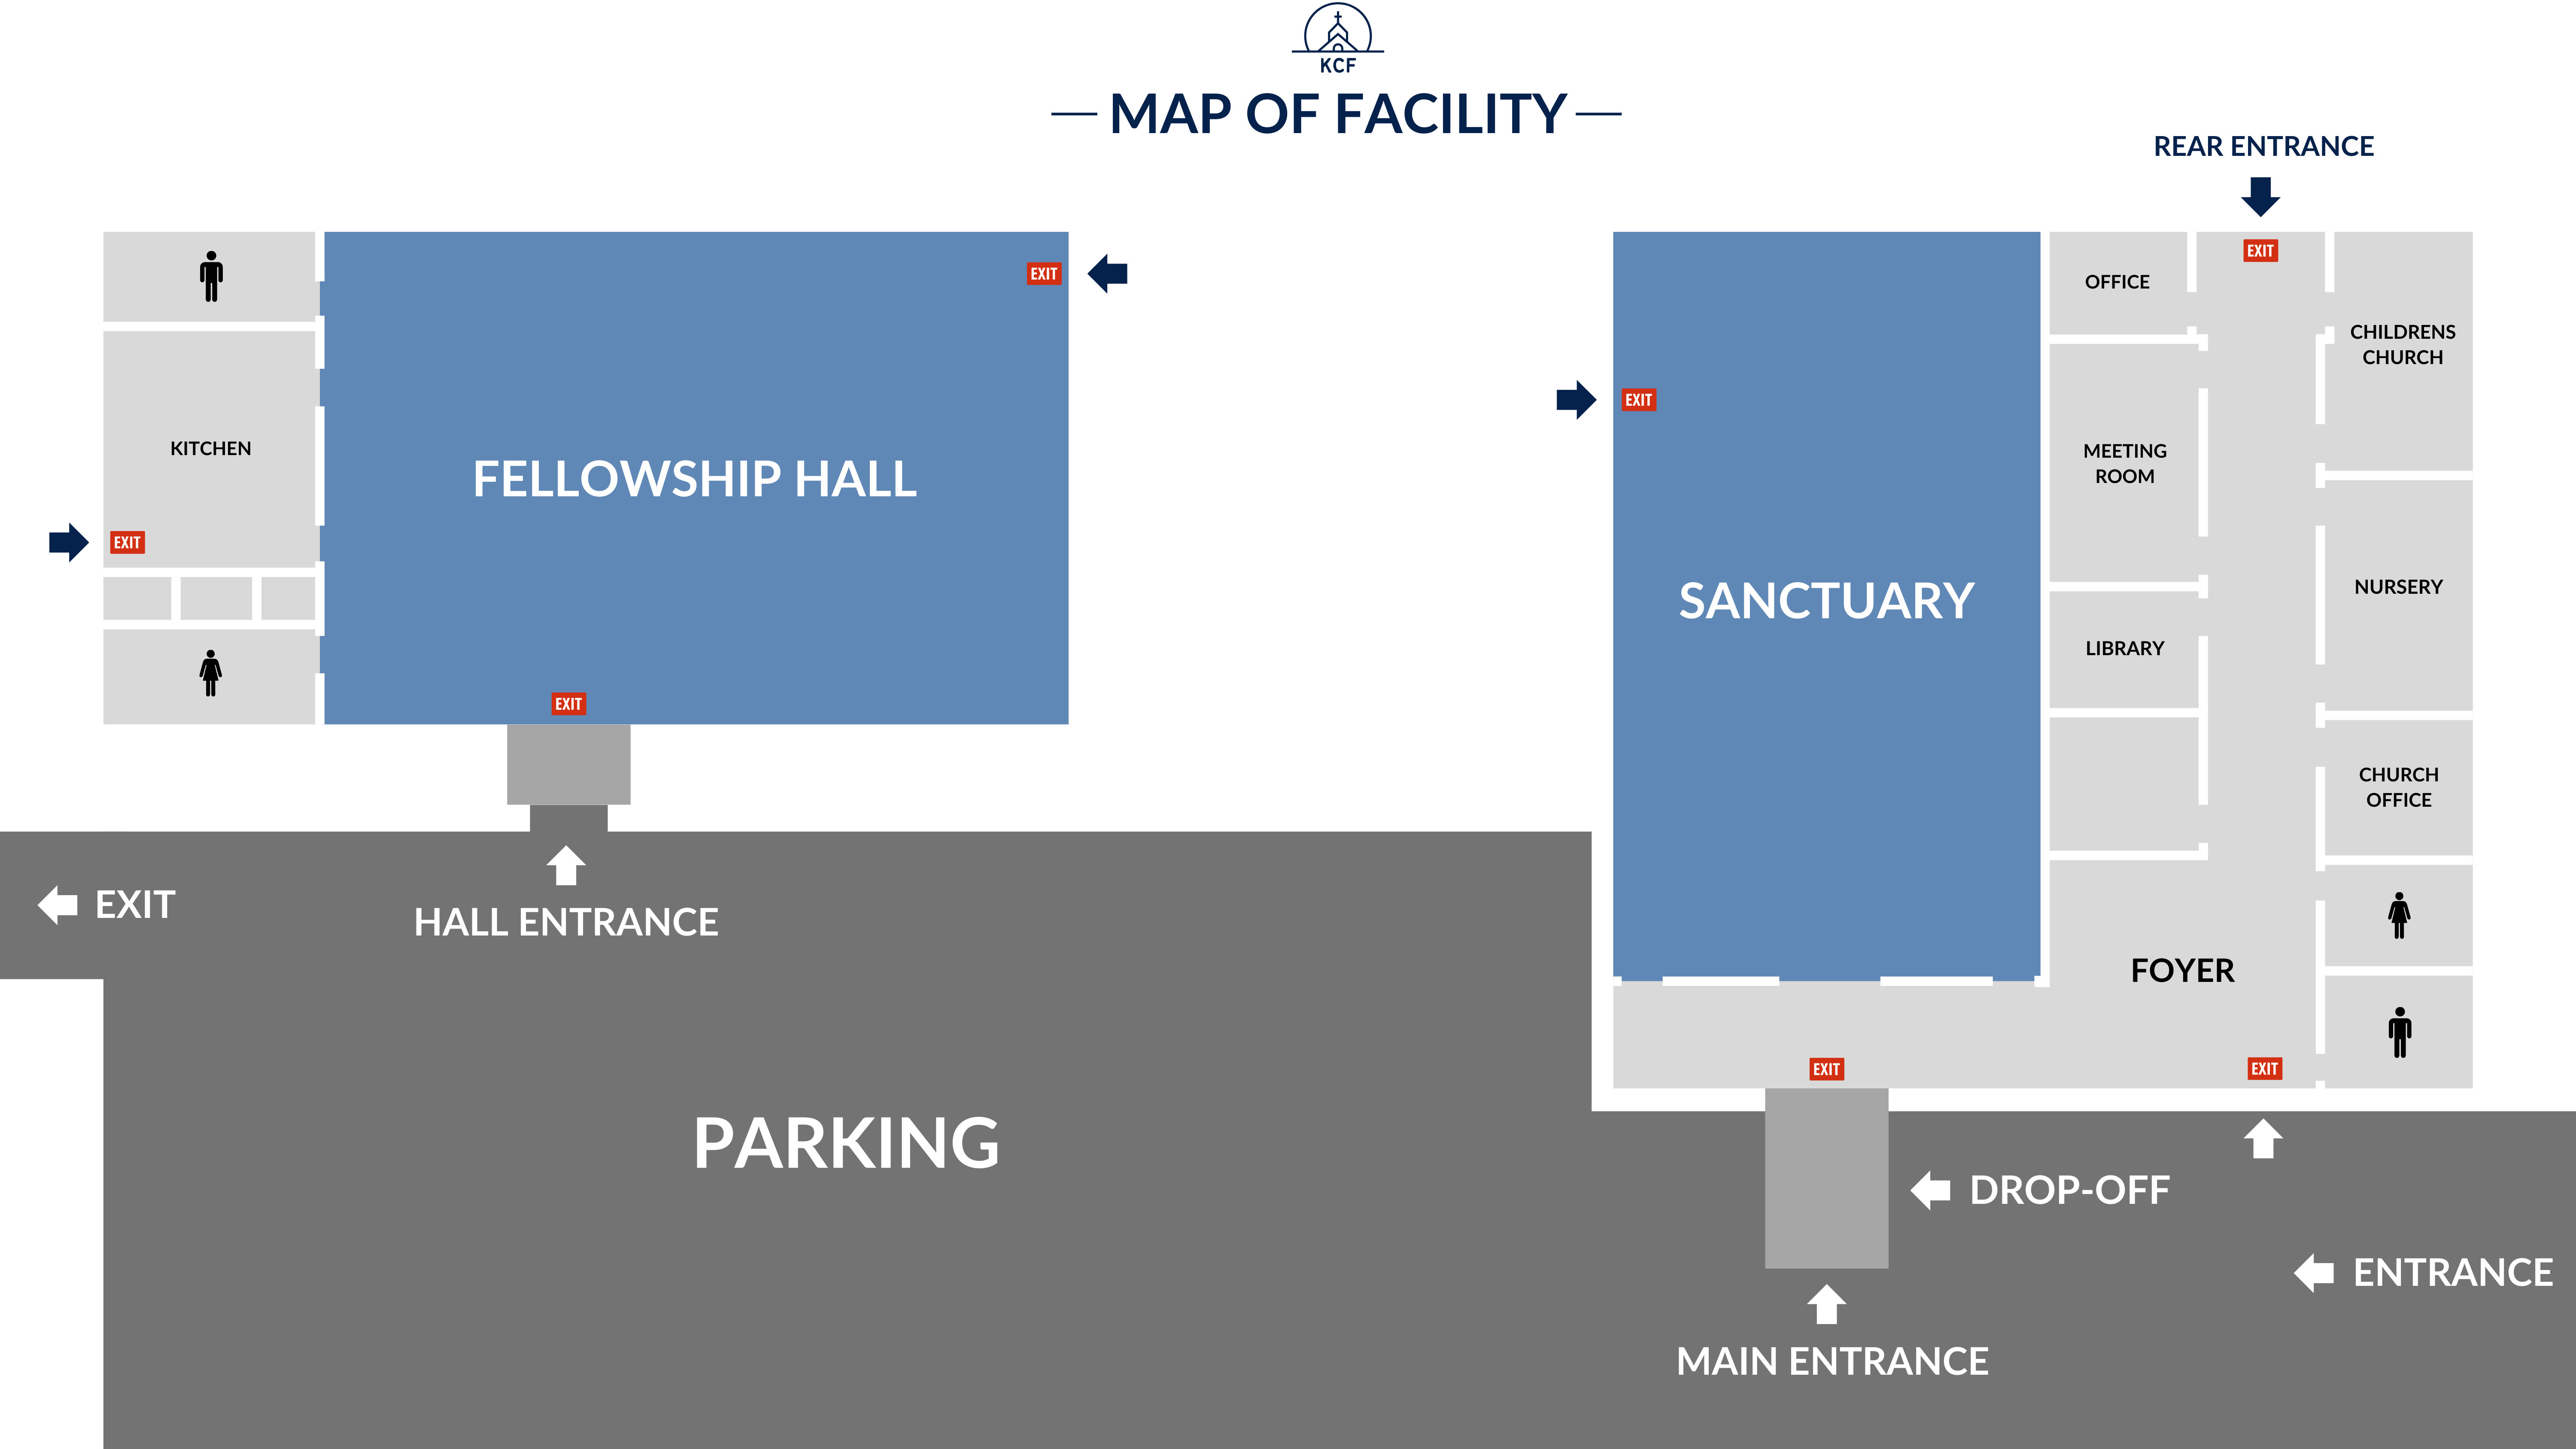 KCF
MAP OF FACILITY
REAR ENTRANCE
EXIT
EXIT
OFFICE
CHILDRENS
CHURCH
EXIT
KITCHEN
FELLOWSHIP HALL
MEETING
ROOM
EXIT
SANCTUARY
NURSERY
LIBRARY
EXIT
CHURCH
OFFICE
EXIT
HALL ENTRANCE
FOYER
EXIT
EXIT
PARKING
DROP-OFF
ENTRANCE
MAIN ENTRANCE